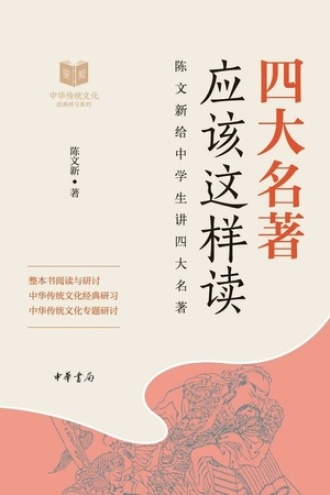 四大名著
应该这样读
陈文新给中学生讲四大名著
中华传统文化
经典研习系列
陈文新·著
整本书阅读与研讨
中华传统文化经典研习
中华传统文化专题研讨
中華書局